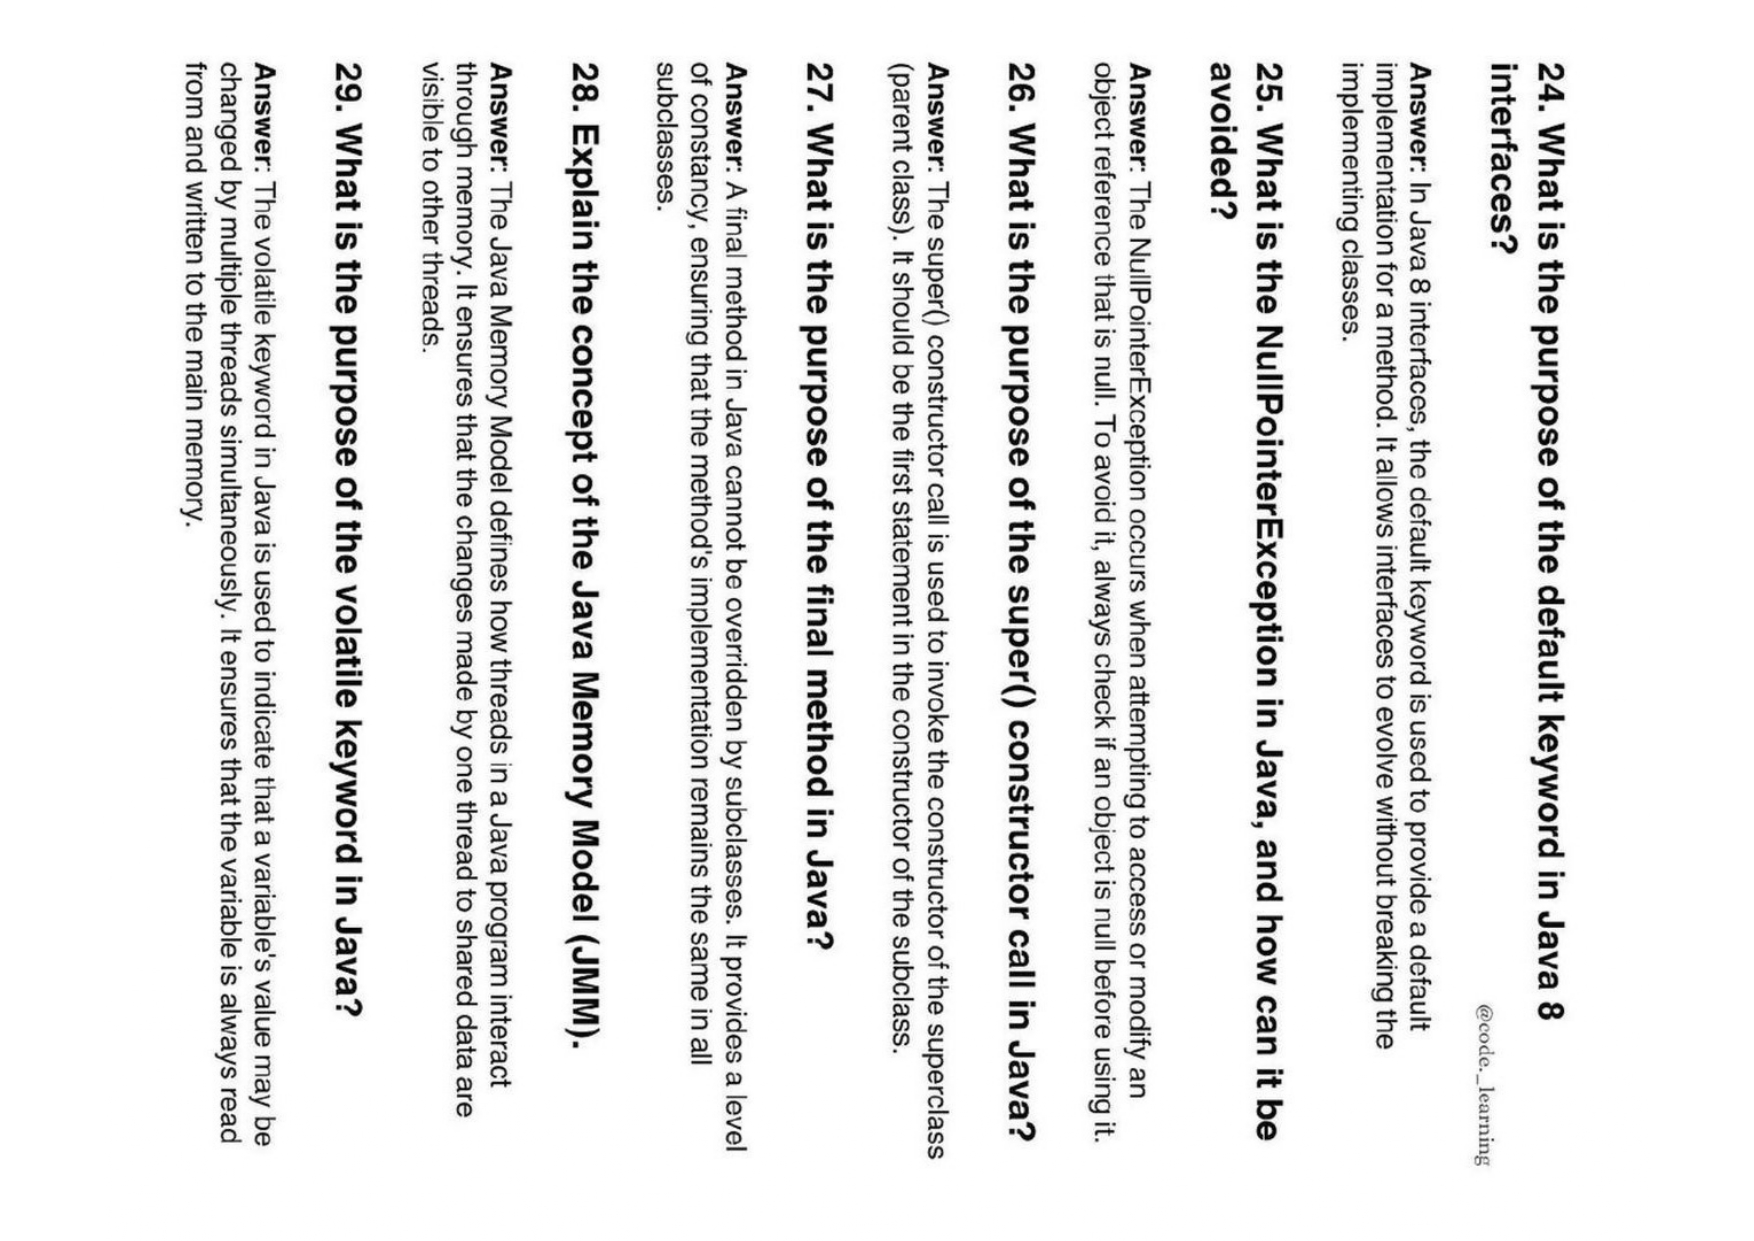 24. What is the purpose of the default keyword in Java 8
interfaces?
@code._learning
Answer: In Java 8 interfaces, the default keyword is used to provide a default
implementation for a method. It allows interfaces to evolve without breaking the
implementing classes.
25. What is the NullPointerException in Java, and how can it be
avoided?
Answer: The NullPointerException occurs when attempting to access or modify an
object reference that is null. To avoid it, always check if an object is null before using it.
26. What is the purpose of the super() constructor call in Java?
Answer: The super() constructor call is used to invoke the constructor of the superclass
(parent class). It should be the first statement in the constructor of the subclass.
27. What is the purpose of the final method in Java?
Answer: A final method in Java cannot be overridden by subclasses. It provides a level
of constancy, ensuring that the method's implementation remains the same in all
subclasses.
28. Explain the concept of the Java Memory Model (JMM).
Answer: The Java Memory Model defines how threads in a Java program interact
through memory. It ensures that the changes made by one thread to shared data are
visible to other threads.
29. What is the purpose of the volatile keyword in Java?
Answer: The volatile keyword in Java is used to indicate that a variable's value may be
changed by multiple threads simultaneously. It ensures that the variable is always read
from and written to the main memory.